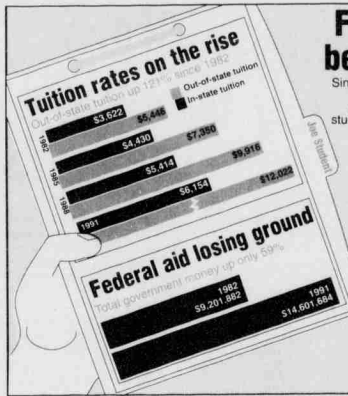 Tuition rates on the rise
Out-of-state tuition up 121% since 1982
Out-of-state tuition
In-state tuition
1982
$3,622
$5,446
1985
$4,430
$7,350
1988
$5,414
$9,916
1991
$6,154
$12,022
Joe Student
Federal aid losing ground
Total government money up only 59%
1982
$9,201,882
1991
$14,601,684
F
be
Sin
stu